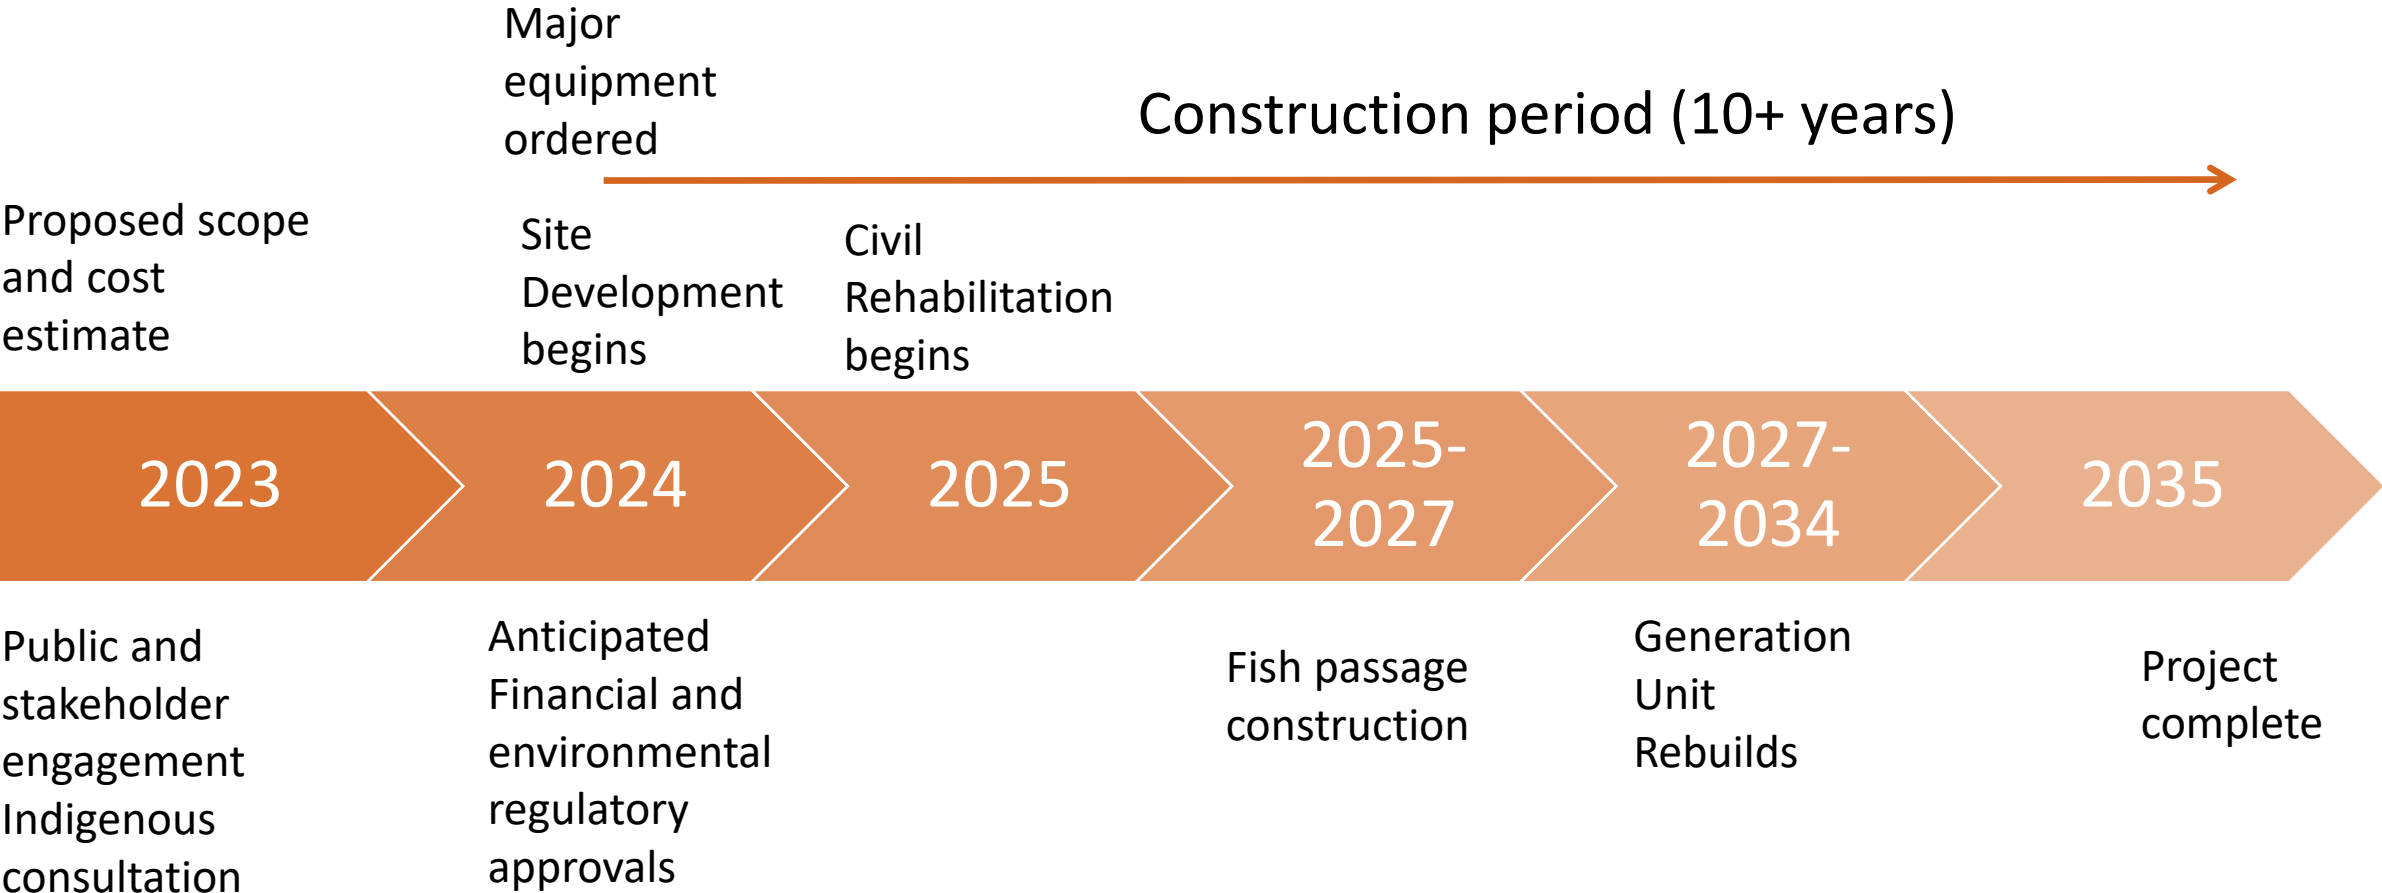 Major
equipment
ordered
Construction period (10+ years)
Proposed scope
and cost
estimate
Site
Development
begins
Civil
Rehabilitation
begins
2023
2024
2025
2025-
2027
2027-
2034
2035
Public and
stakeholder
engagement
Indigenous
consultation
Anticipated
Financial and
environmental
regulatory
approvals
Fish passage
construction
Generation
Unit
Rebuilds
Project
complete